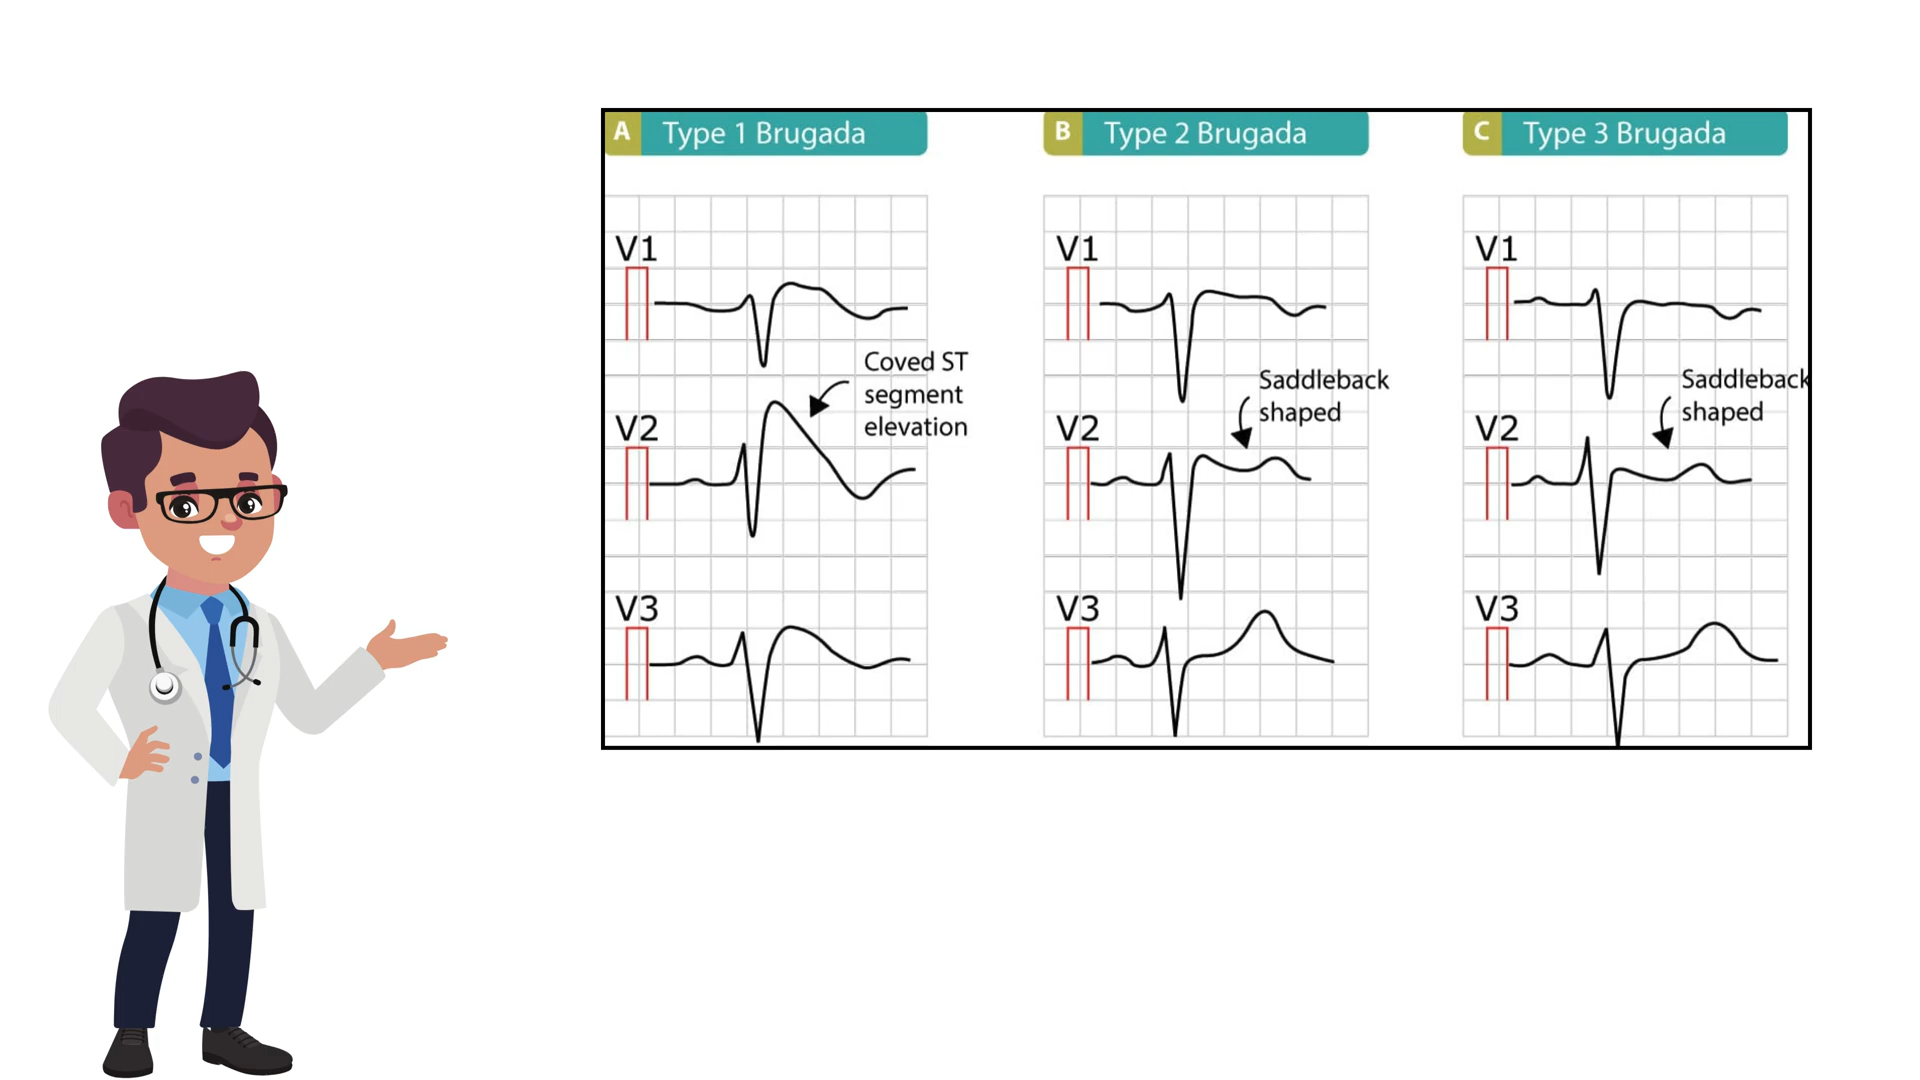 A Type 1 Brugada
V1
Coved ST
segment
elevation
V2
V3
B Type 2 Brugada
V1
Saddleback
shaped
V2
V3
C Type 3 Brugada
V1
Saddleback
shaped
V2
V3